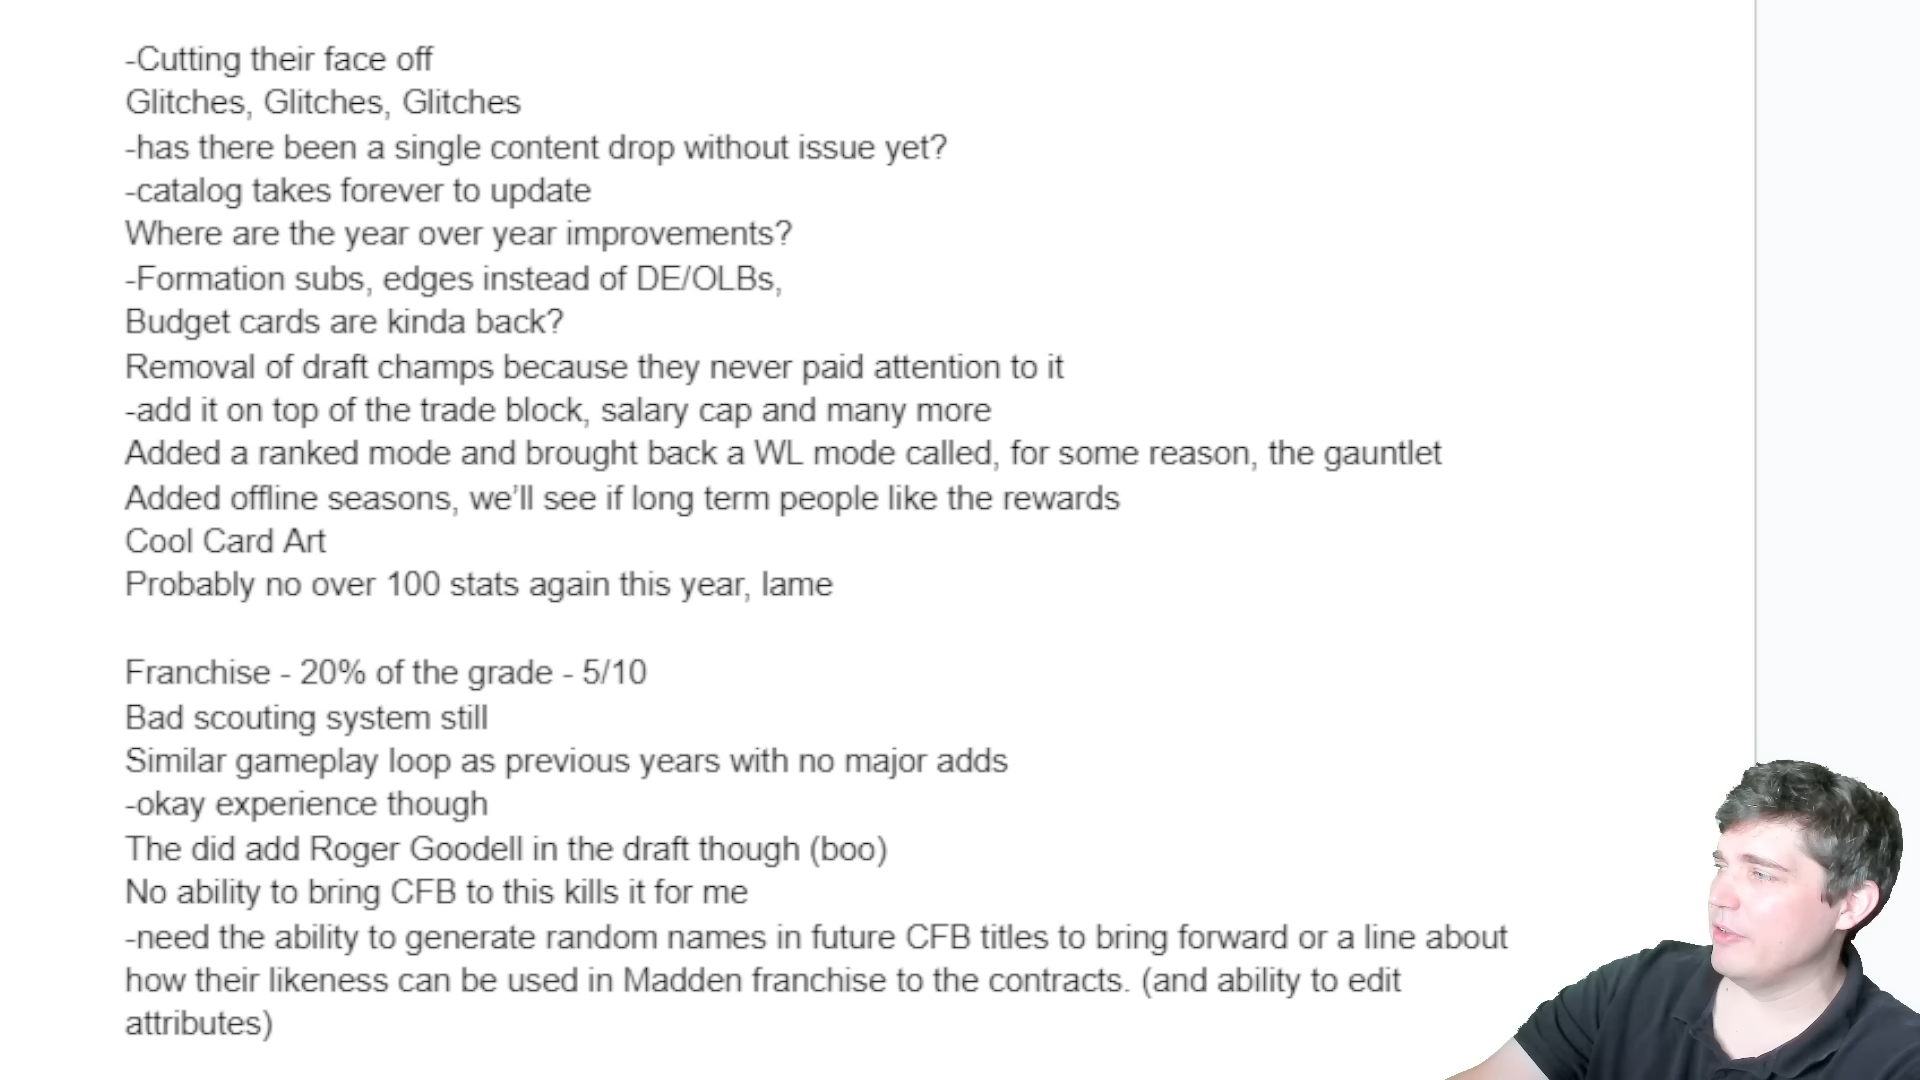 -Cutting their face off
Glitches, Glitches, Glitches
-has there been a single content drop without issue yet?
-catalog takes forever to update
Where are the year over year improvements?
-Formation subs, edges instead of DE/OLBs,
Budget cards are kinda back?
Removal of draft champs because they never paid attention to it
-add it on top of the trade block, salary cap and many more
Added a ranked mode and brought back a WL mode called, for some reason, the gauntlet
Added offline seasons, we’ll see if long term people like the rewards
Cool Card Art
Probably no over 100 stats again this year, lame
Franchise - 20% of the grade - 5/10
Bad scouting system still
Similar gameplay loop as previous years with no major adds
-okay experience though
The did add Roger Goodell in the draft though (boo)
No ability to bring CFB to this kills it for me
-need the ability to generate random names in future CFB titles to bring forward or a line about
how their likeness can be used in Madden franchise to the contracts. (and ability to edit
attributes)